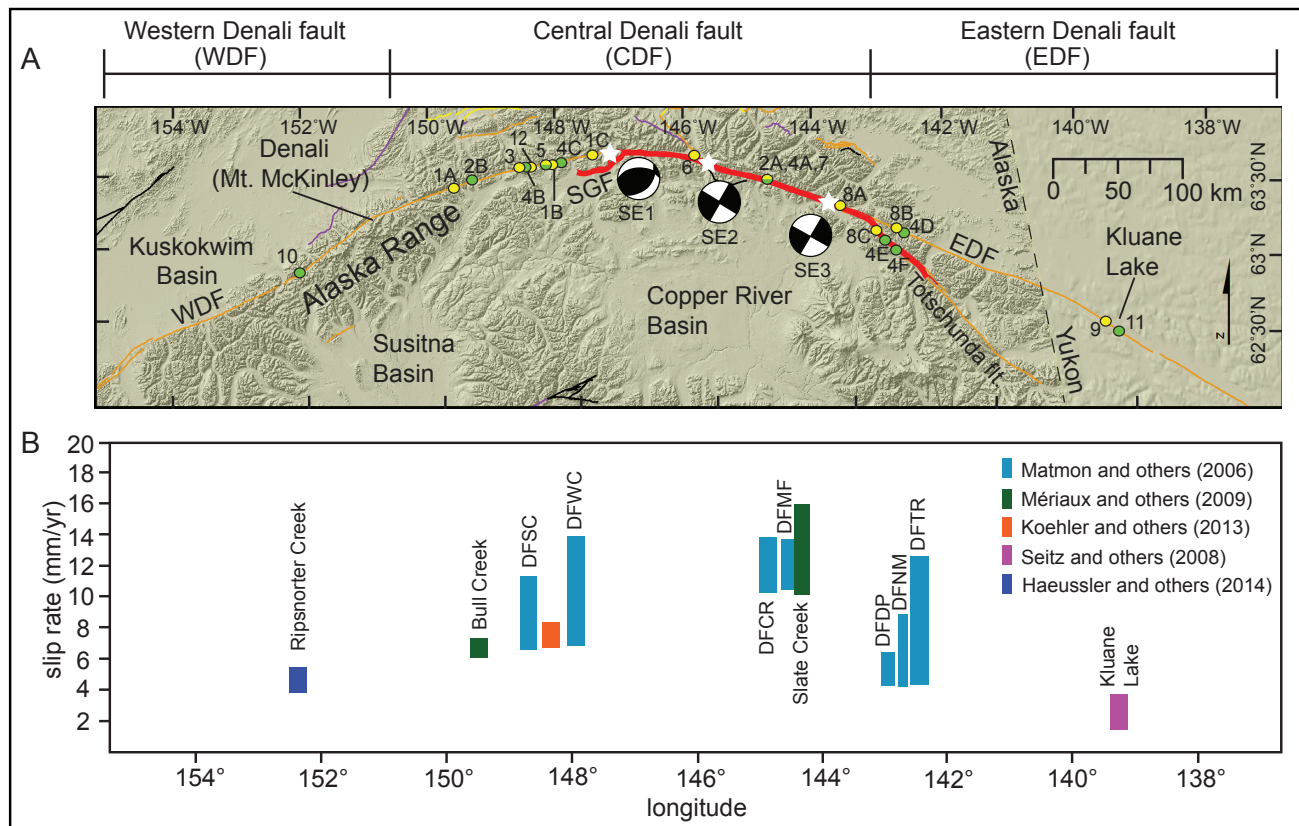 Western Denali fault
(WDF)
Central Denali fault
(CDF)
Eastern Denali fault
(EDF)
A
154°W
152°W
150°W
148°W
146°W
144°W
142°W
140°W
139°W
138°W
Denali
(Mt. McKinley)
1A
2B
3
12
5
4C
1C
4B
1B
6
2A, 4A,7
8A
8B
4D
8C
4E
4F
10
9
11
SGF
SE1
SE2
SE3
Alaska
Yukon
0 50 100 km
63°30'N
63°N
62°30'N
N
Kluane
Lake
EDF
Kuskokwim
Basin
WDF
Alaska Range
Susitna
Basin
Copper River
Basin
Totschunda flt.
B
slip rate (mm/yr)
20
18
16
14
12
10
8
6
4
2
Ripsnorter Creek
Bull Creek
DFSC
DFWC
DFCR
DFMF
Slate Creek
DFDP
DFNM
DFTR
Kluane
Lake
Matmon and others (2006)
Mériaux and others (2009)
Koehler and others (2013)
Seitz and others (2008)
Haeussler and others (2014)
154° 152° 150° 148° 146° 144° 142° 140° 138°
longitude